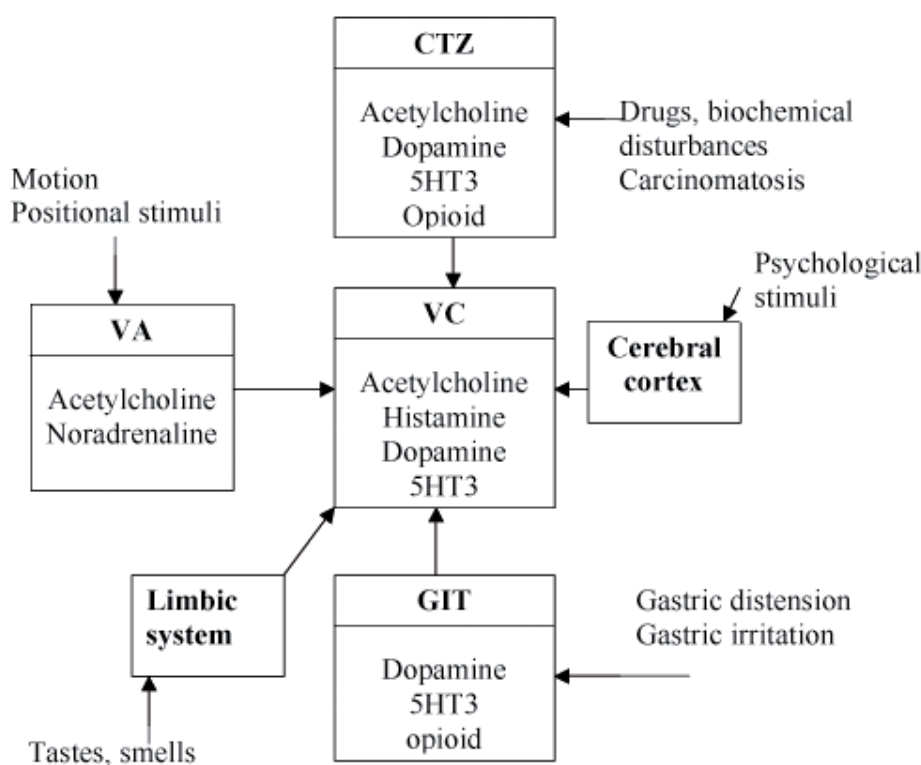 CTZ
Acetylcholine
Dopamine
5HT3
Opioid
Drugs, biochemical
disturbances
Carcinomatosis
Motion
Positional stimuli
VA
Acetylcholine
Noradrenaline
VC
Acetylcholine
Histamine
Dopamine
5HT3
Psychological
stimuli
Cerebral
cortex
Limbic
system
Tastes, smells
GIT
Dopamine
5HT3
opioid
Gastric distension
Gastric irritation